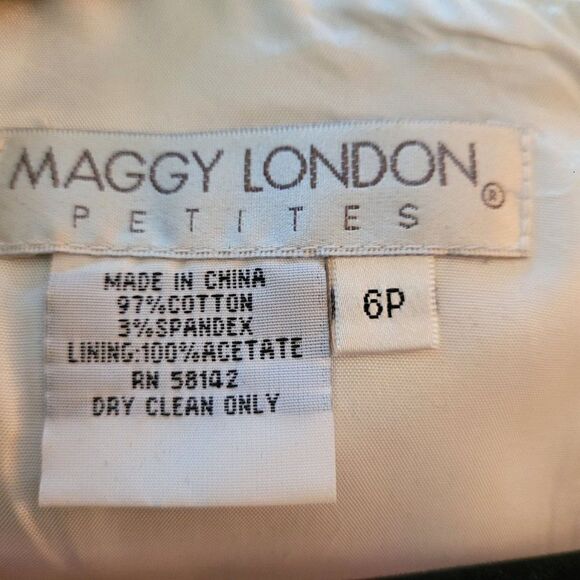 MAGGY LONDON®
PETITES
MADE IN CHINA
97%COTTON
3%SPANDEX
LINING:100%ACETATE
RN 58142
DRY CLEAN ONLY
6P